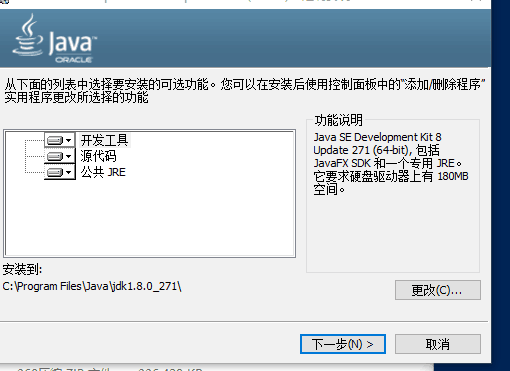 Java
ORACLE
从下面的列表中选择要安装的可选功能。您可以在安装后使用控制面板中的“添加/删除程序”
实用程序更改所选择的功能
开发工具
源代码
公共 JRE
功能说明
Java SE Development Kit 8
Update 271 (64-bit), 包括
JavaFX SDK 和一个专用 JRE。
它要求硬盘驱动器上有 180MB
空间。
安装到:
C:\Program Files\Java\jdk1.8.0_271\
更改(C)...
下一步(N) >
取消